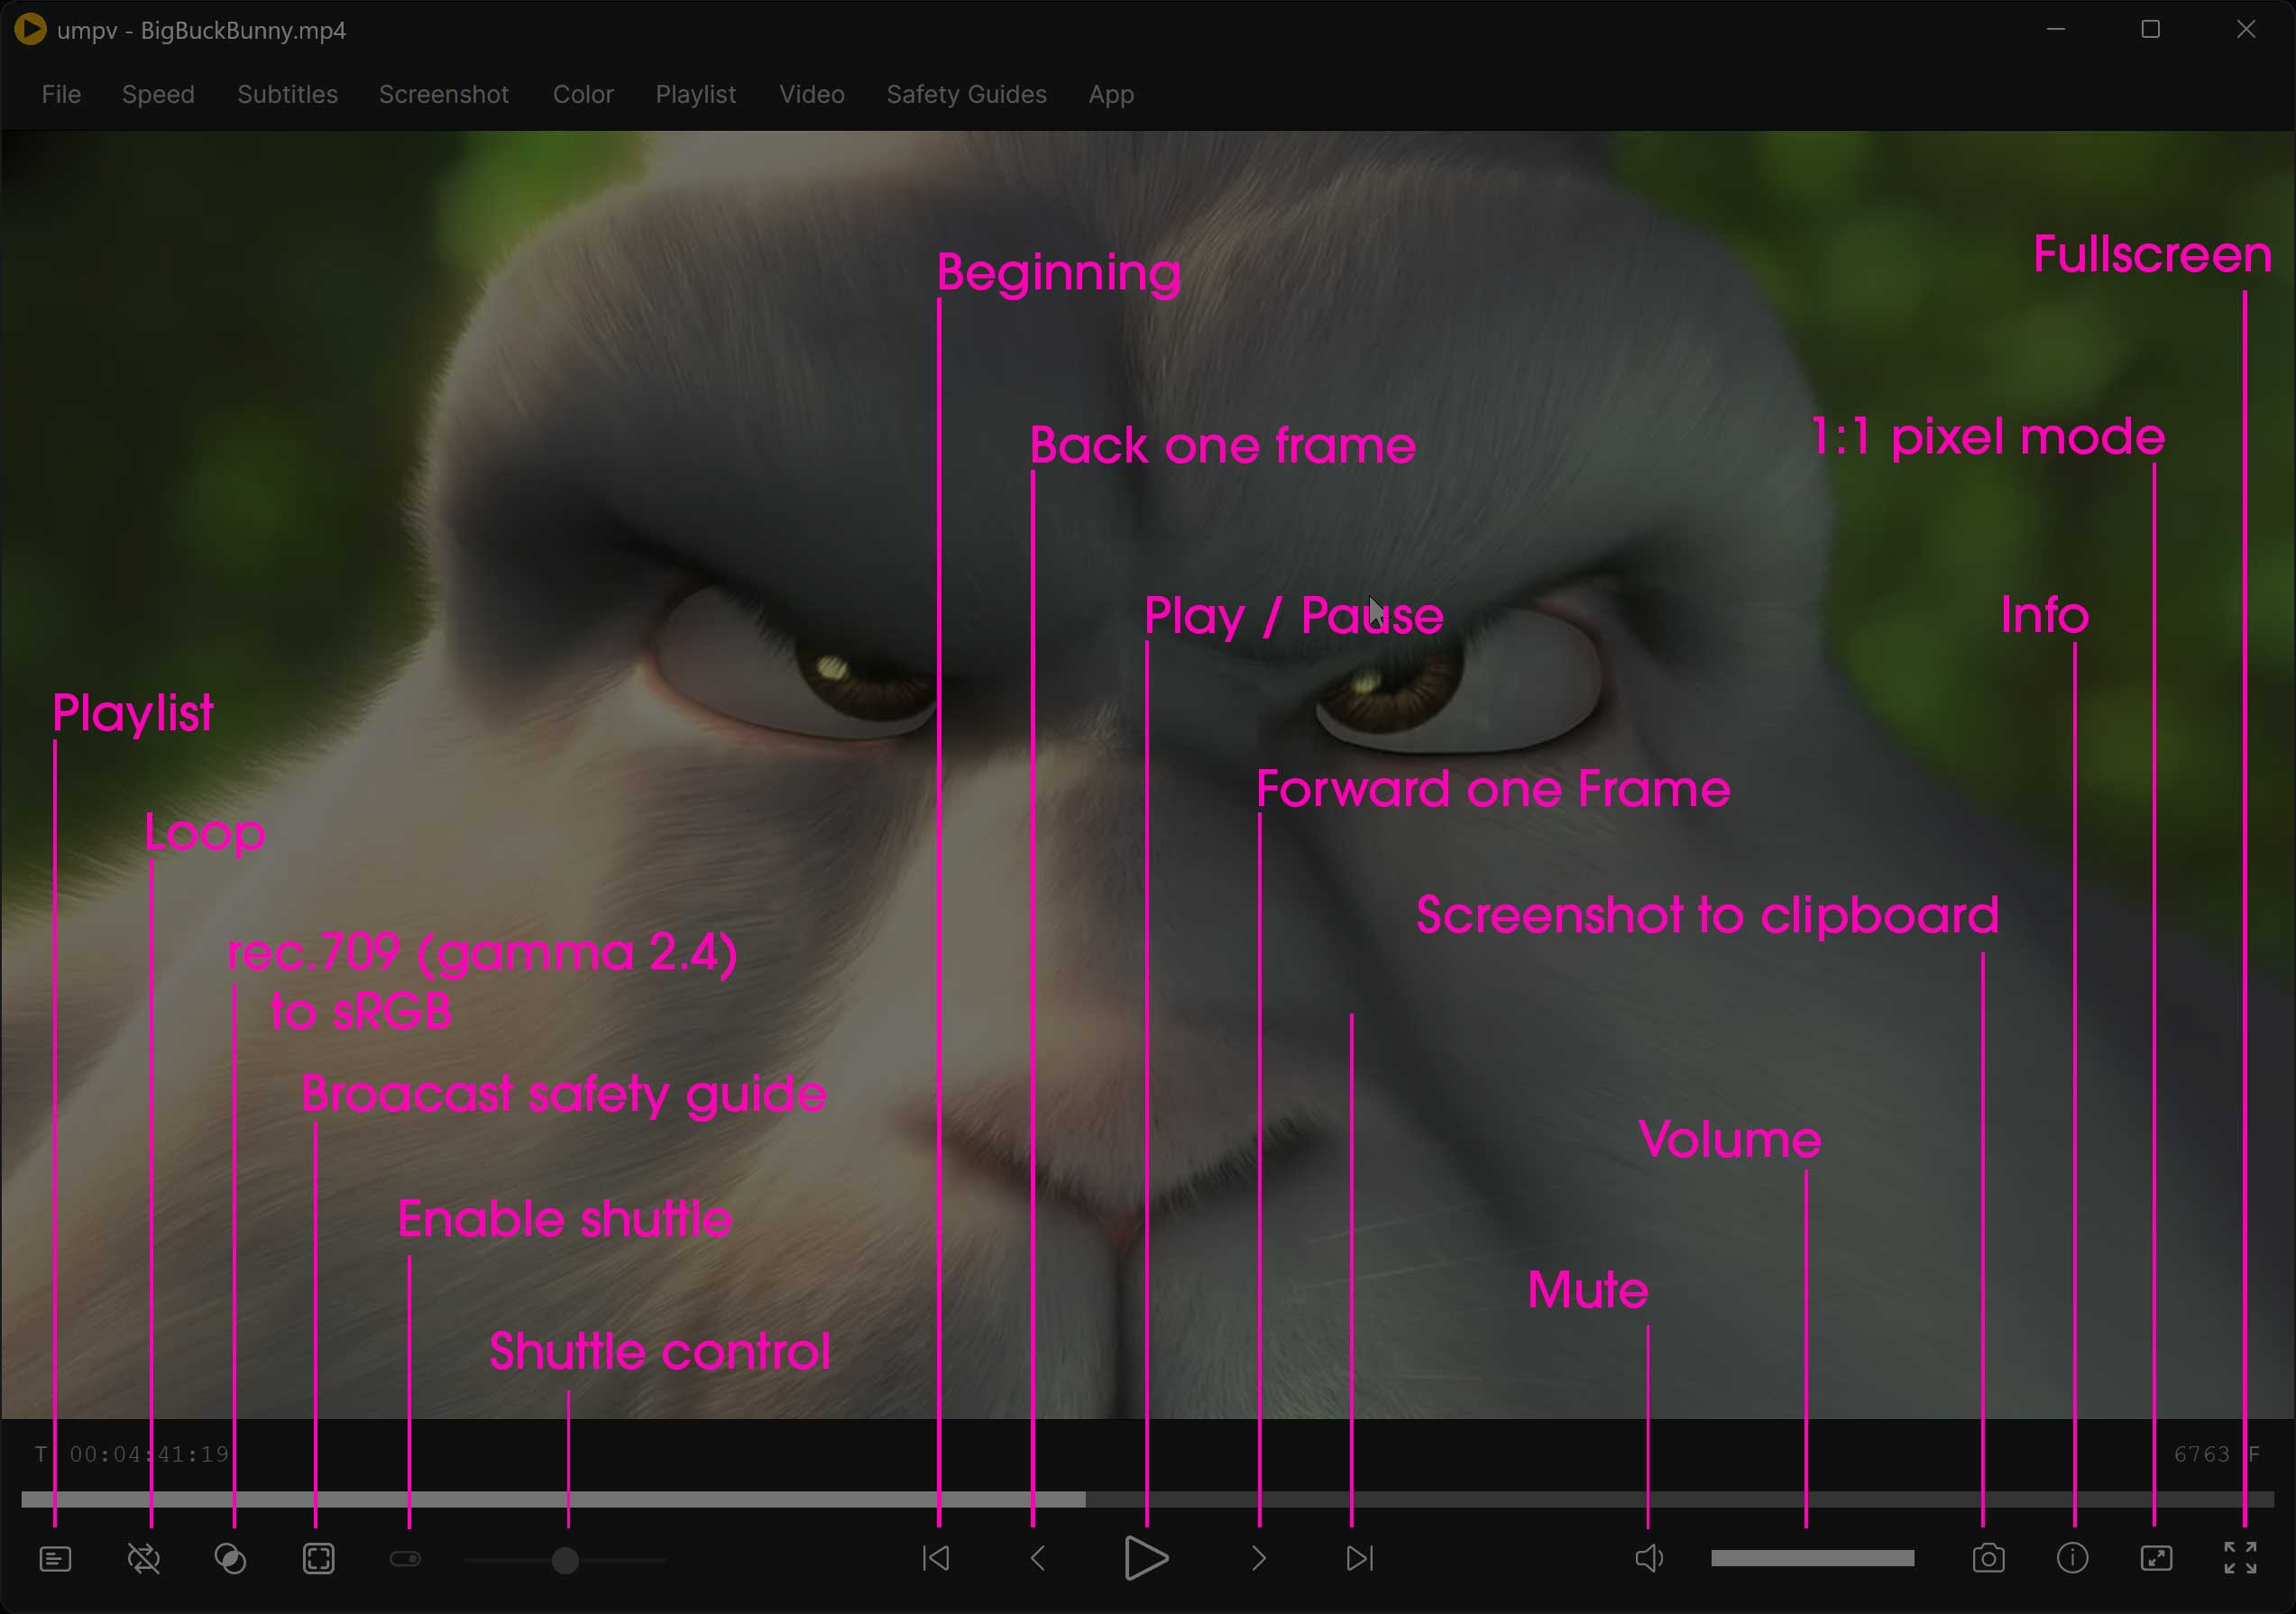 umpv - BigBuckBunny.mp4
File Speed Subtitles Screenshot Color Playlist Video Safety Guides App
Fullscreen
Beginning
1:1 pixel mode
Back one frame
Info
Play / Pause
Playlist
Forward one Frame
Loop
Screenshot to clipboard
rec.709 (gamma 2.4)
to sRGB
Broacast safety guide
Volume
Enable shuttle
Mute
Shuttle control
T 00:04:41:19
6763 F